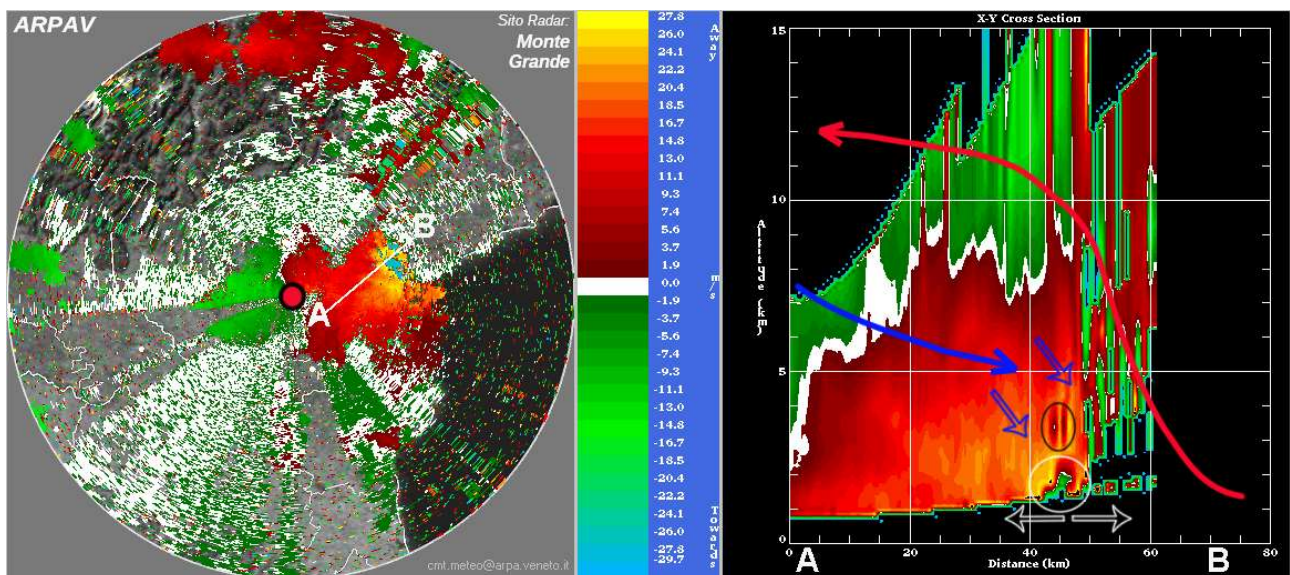 ARPAV
Sito Radar:
Monte
Grande
A
B
cmt.meteo@arpa.veneto.it
27.8
26.0
24.1
22.2
20.4
18.5
16.7
14.8
13.0
11.1
9.3
7.4
5.6
3.7
1.9
0.0
-1.9
-3.7
-5.6
-7.4
-9.3
-11.1
-13.0
-14.8
-16.7
-18.5
-20.4
-22.2
-24.1
-26.0
-27.8
-29.7
Away
m/s
Towards
X-Y Cross Section
15
10
5
0
Altitude (km)
0
20
40
60
80
A
B
Distance (km)